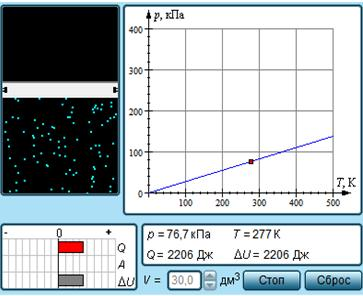 p, кПа
400
300
200
100
0
100 200 300 400 500
T, К
- 0 +
Q
A
ΔU
p = 76,7 кПа T = 277 К
Q = 2206 Дж ΔU = 2206 Дж
V = 30,0 дм³ Стоп Сброс